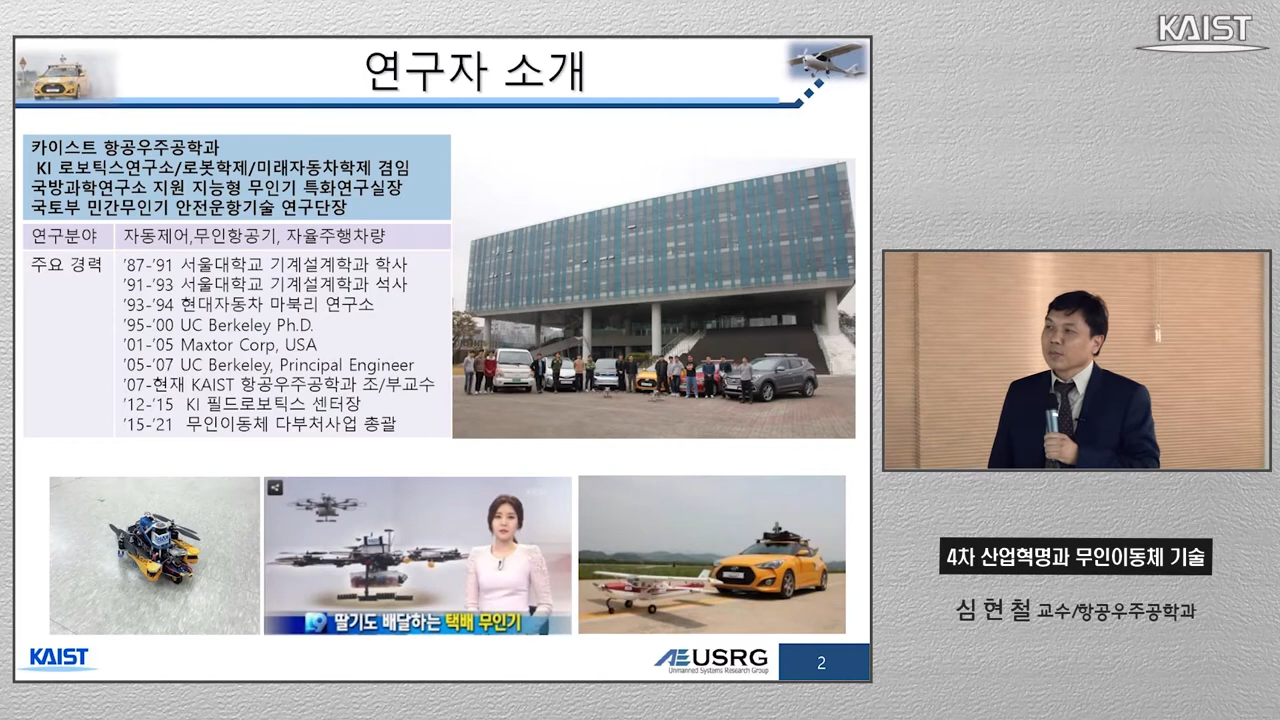 KAIST
연구자 소개
카이스트 항공우주공학과
KI 로보틱스연구소/로봇학제/미래자동차학제 겸임
국방과학연구소 지원 지능형 무인기 특화연구실장
국토부 민간무인기 안전운항기술 연구단장
연구분야 자동제어,무인항공기, 자율주행차량
주요 경력 '87-'91 서울대학교 기계설계학과 학사
'91-'93 서울대학교 기계설계학과 석사
'93-'94 현대자동차 마북리 연구소
'95-'00 UC Berkeley Ph.D.
'01-'05 Maxtor Corp, USA
'05-'07 UC Berkeley, Principal Engineer
'07-현재 KAIST 항공우주공학과 조/부교수
'12-'15 KI 필드로보틱스 센터장
'15-'21 무인이동체 다부처사업 총괄
딸기도 배달하는 택배 무인기
KAIST
AE USRG
Unmanned Systems Research Group
2
4차 산업혁명과 무인이동체 기술
심현철 교수/항공우주공학과